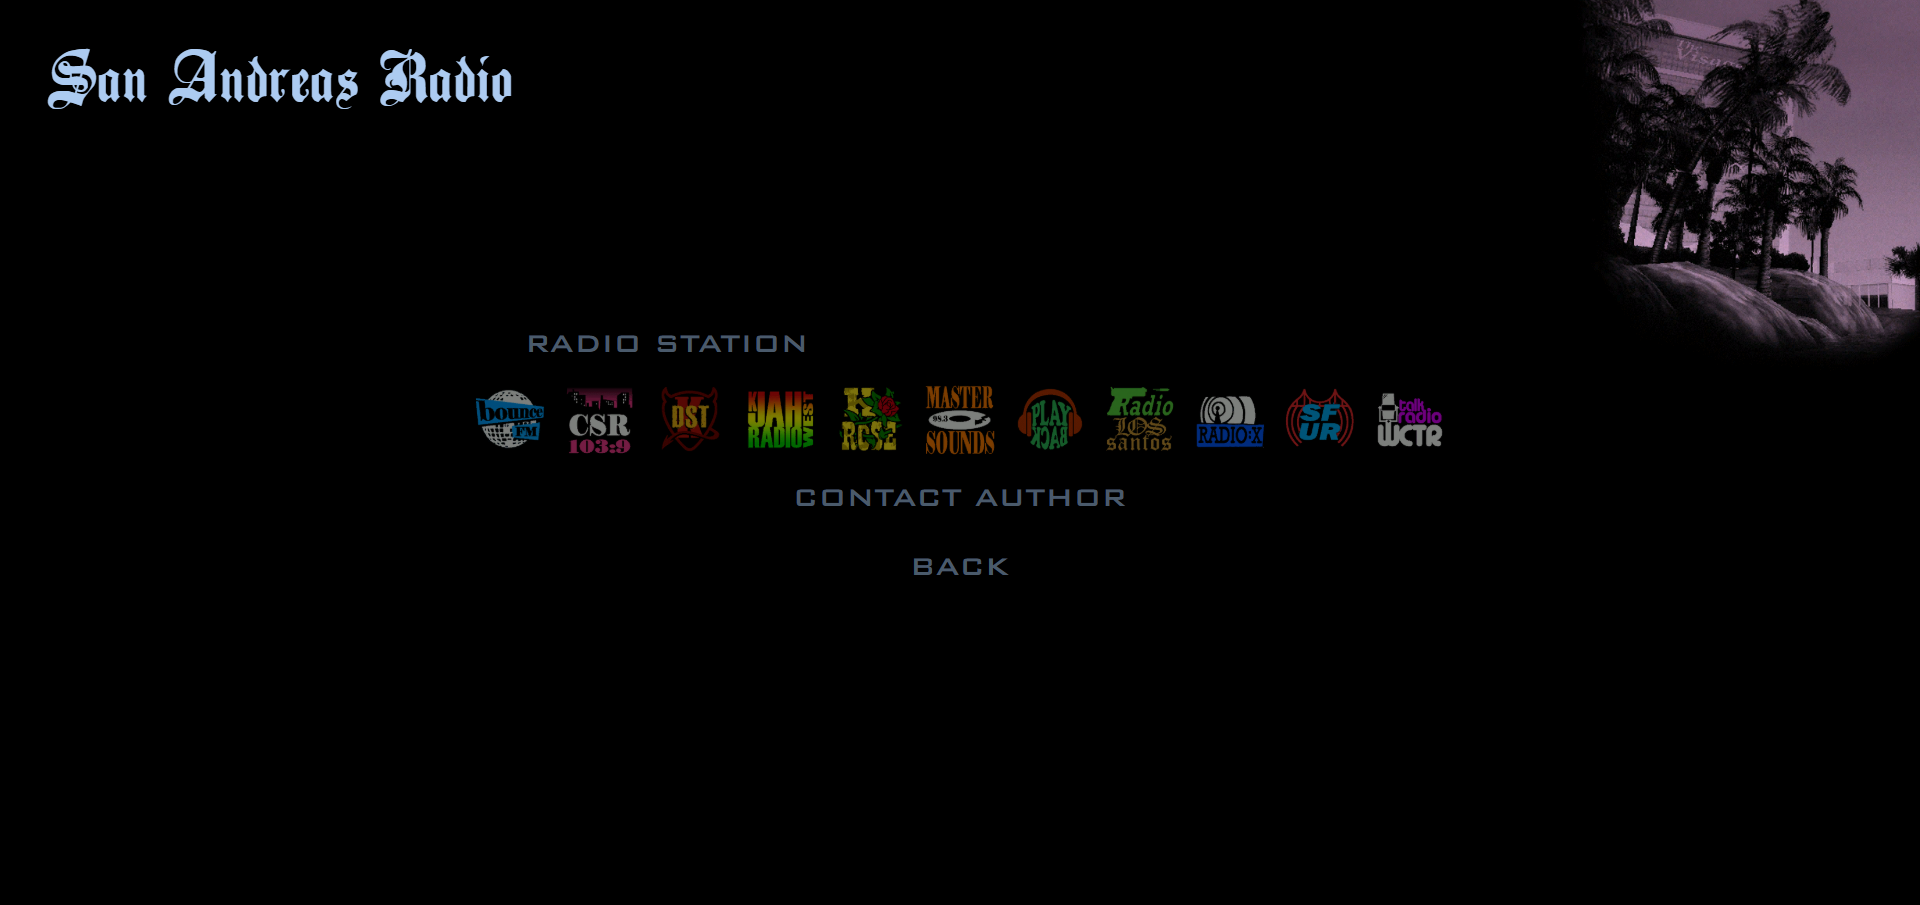 San Andreas Radio
RADIO STATION
bounce
FM
CSR
103:9
K
DST
K
JAH
RADIO
WEST
K
ROSE
MASTER
98.3
SOUNDS
PLAY
BACK
Radio
LOS
santos
RADIO:X
SF
UR
talk
radio
WCTR
CONTACT AUTHOR
BACK